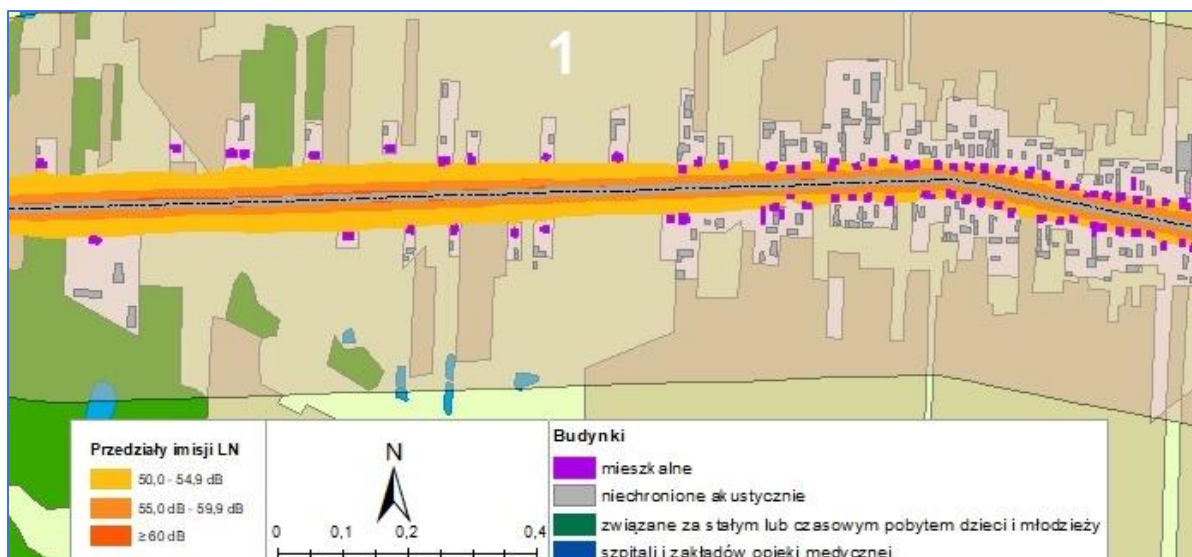 1
Przedziały imisji LN
50,0 - 54,9 dB
55,0 dB - 59,9 dB
≥60 dB
N
0 0,1 0,2 0,4
Budynki
mieszkalne
niechronione akustycznie
związane za stałym lub czasowym pobytem dzieci i młodzieży
szpitali i zakładów opieki medycznej